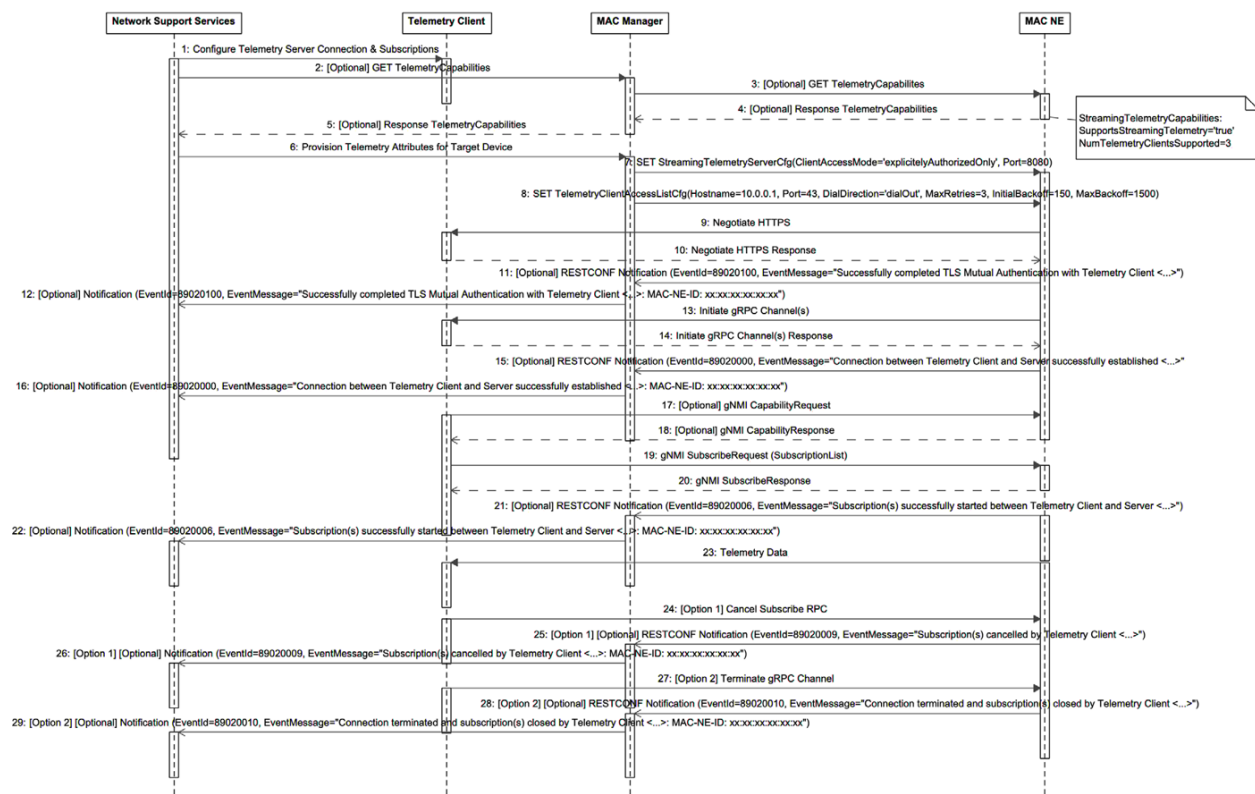 Network Support Services
Telemetry Client
MAC Manager
MAC NE
1: Configure Telemetry Server Connection & Subscriptions
2: [Optional] GET TelemetryCapabilities
3: [Optional] GET TelemetryCapabilites
4: [Optional] Response TelemetryCapabilities
StreamingTelemetryCapabilities:
SupportsStreamingTelemetry='true'
NumTelemetryClientsSupported=3
5: [Optional] Response TelemetryCapabilities
6: Provision Telemetry Attributes for Target Device
7: SET StreamingTelemetryServerCfg(ClientAccessMode='explicitelyAuthorizedOnly', Port=8080)
8: SET TelemetryClientAccessListCfg(Hostname=10.0.0.1, Port=43, DialDirection='dialOut', MaxRetries=3, InitialBackoff=150, MaxBackoff=1500)
9: Negotiate HTTPS
10: Negotiate HTTPS Response
11: [Optional] RESTCONF Notification (EventId=89020100, EventMessage="Successfully completed TLS Mutual Authentication with Telemetry Client <...>")
12: [Optional] Notification (EventId=89020100, EventMessage="Successfully completed TLS Mutual Authentication with Telemetry Client <...>: MAC-NE-ID: xx:xx:xx:xx:xx:xx")
13: Initiate gRPC Channel(s)
14: Initiate gRPC Channel(s) Response
15: [Optional] RESTCONF Notification (EventId=89020000, EventMessage="Connection between Telemetry Client and Server successfully established <...>"
16: [Optional] Notification (EventId=89020000, EventMessage="Connection between Telemetry Client and Server successfully established <...>: MAC-NE-ID: xx:xx:xx:xx:xx:xx")
17: [Optional] gNMI CapabilityRequest
18: [Optional] gNMI CapabilityResponse
19: gNMI SubscribeRequest (SubscriptionList)
20: gNMI SubscribeResponse
21: [Optional] RESTCONF Notification (EventId=89020006, EventMessage="Subscription(s) successfully started between Telemetry Client and Server <...>")
22: [Optional] Notification (EventId=89020006, EventMessage="Subscription(s) successfully started between Telemetry Client and Server <...>: MAC-NE-ID: xx:xx:xx:xx:xx:xx")
23: Telemetry Data
24: [Option 1] Cancel Subscribe RPC
25: [Option 1] [Optional] RESTCONF Notification (EventId=89020009, EventMessage="Subscription(s) cancelled by Telemetry Client <...>")
26: [Option 1] [Optional] Notification (EventId=89020009, EventMessage="Subscription(s) cancelled by Telemetry Client <...>: MAC-NE-ID: xx:xx:xx:xx:xx:xx")
27: [Option 2] Terminate gRPC Channel
28: [Option 2] [Optional] RESTCONF Notification (EventId=89020010, EventMessage="Connection terminated and subscription(s) closed by Telemetry Client <...>")
29: [Option 2] [Optional] Notification (EventId=89020010, EventMessage="Connection terminated and subscription(s) closed by Telemetry Client <...>: MAC-NE-ID: xx:xx:xx:xx:xx:xx")